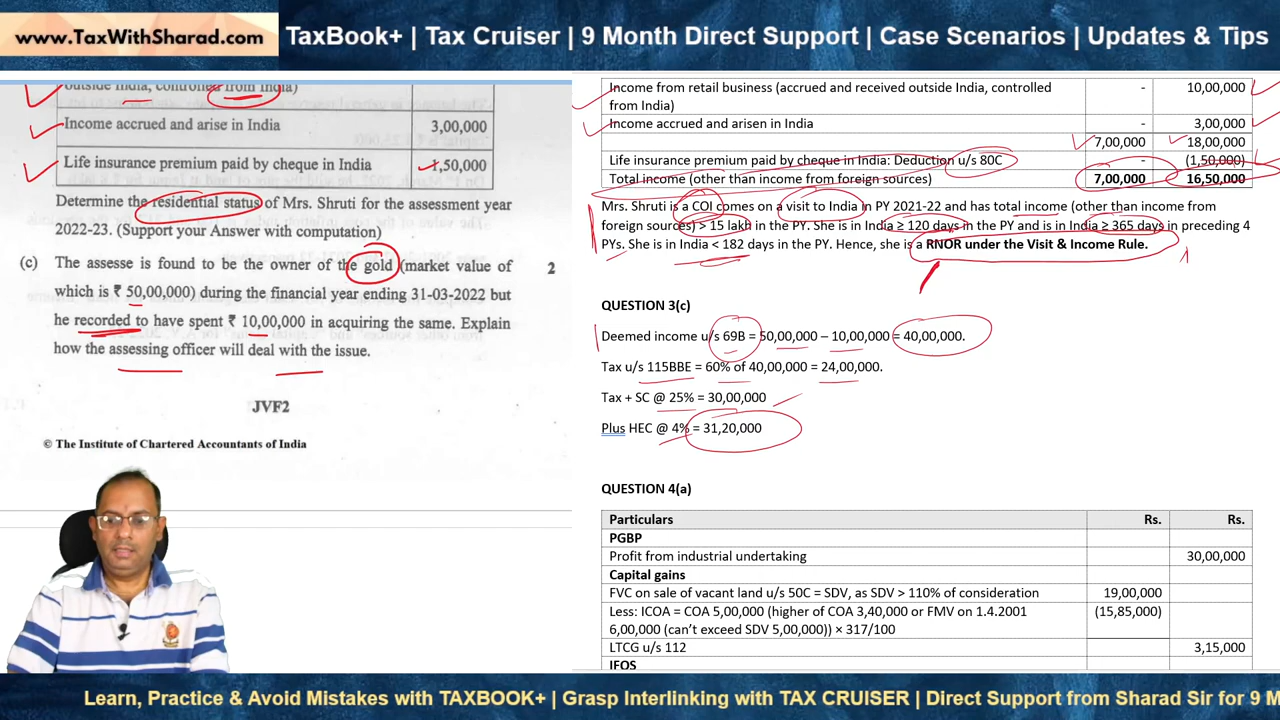 www.TaxWithSharad.com
TaxBook+ | Tax Cruiser | 9 Month Direct Support | Case Scenarios | Updates & Tips
outside India, controlled from India)
Income accrued and arise in India 3,00,000
Life insurance premium paid by cheque in India 1,50,000
Determine the residential status of Mrs. Shruti for the assessment year
2022-23. (Support your Answer with computation)
(c) The assesse is found to be the owner of the gold (market value of 2
which is ₹ 50,00,000) during the financial year ending 31-03-2022 but
he recorded to have spent ₹ 10,00,000 in acquiring the same. Explain
how the assessing officer will deal with the issue.
JVF2
© The Institute of Chartered Accountants of India
Income from retail business (accrued and received outside India, controlled - 10,00,000
from India)
Income accrued and arisen in India - 3,00,000
7,00,000 18,00,000
Life insurance premium paid by cheque in India: Deduction u/s 80C - (1,50,000)
Total income (other than income from foreign sources) 7,00,000 16,50,000
Mrs. Shruti is a COI comes on a visit to India in PY 2021-22 and has total income (other than income from
foreign sources) > 15 lakh in the PY. She is in India ≥ 120 days in the PY and is in India ≥ 365 days in preceding 4
PYs. She is in India < 182 days in the PY. Hence, she is a RNOR under the Visit & Income Rule.
QUESTION 3(c)
Deemed income u/s 69B = 50,00,000 – 10,00,000 = 40,00,000.
Tax u/s 115BBE = 60% of 40,00,000 = 24,00,000.
Tax + SC @ 25% = 30,00,000
Plus HEC @ 4% = 31,20,000
QUESTION 4(a)
Particulars Rs. Rs.
PGBP
Profit from industrial undertaking 30,00,000
Capital gains
FVC on sale of vacant land u/s 50C = SDV, as SDV > 110% of consideration 19,00,000
Less: ICOA = COA 5,00,000 (higher of COA 3,40,000 or FMV on 1.4.2001 (15,85,000)
6,00,000 (can't exceed SDV 5,00,000)) × 317/100
LTCG u/s 112 3,15,000
IFOS
Learn, Practice & Avoid Mistakes with TAXBOOK+ | Grasp Interlinking with TAX CRUISER | Direct Support from Sharad Sir for 9 M